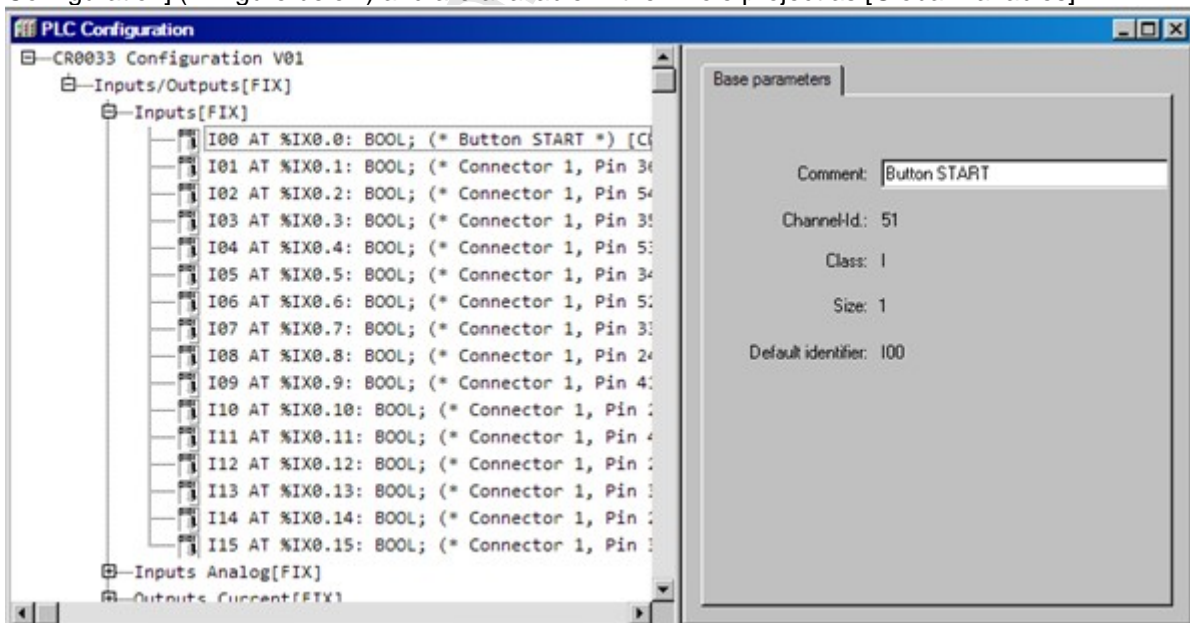 PLC Configuration
CR0033 Configuration V01
Inputs/Outputs[FIX]
Inputs[FIX]
I00 AT %IX0.0: BOOL; (* Button START *)
I01 AT %IX0.1: BOOL; (* Connector 1, Pin
I02 AT %IX0.2: BOOL; (* Connector 1, Pin
I03 AT %IX0.3: BOOL; (* Connector 1, Pin
I04 AT %IX0.4: BOOL; (* Connector 1, Pin
I05 AT %IX0.5: BOOL; (* Connector 1, Pin
I06 AT %IX0.6: BOOL; (* Connector 1, Pin
I07 AT %IX0.7: BOOL; (* Connector 1, Pin
I08 AT %IX0.8: BOOL; (* Connector 1, Pin
I09 AT %IX0.9: BOOL; (* Connector 1, Pin
I10 AT %IX0.10: BOOL; (* Connector 1, Pin
I11 AT %IX0.11: BOOL; (* Connector 1, Pin
I12 AT %IX0.12: BOOL; (* Connector 1, Pin
I13 AT %IX0.13: BOOL; (* Connector 1, Pin
I14 AT %IX0.14: BOOL; (* Connector 1, Pin
I15 AT %IX0.15: BOOL; (* Connector 1, Pin
Inputs Analog[FIX]
Outputs Current[FIX]
Base parameters
Comment: Button START
Channel-Id.: 51
Class: I
Size: 1
Default identifier: I00